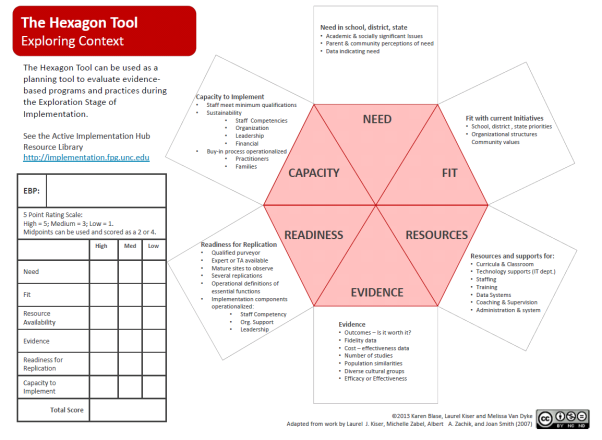 The Hexagon Tool
Exploring Context
The Hexagon Tool can be used as a
planning tool to evaluate evidence-
based programs and practices during
the Exploration Stage of
Implementation.
See the Active Implementation Hub
Resource Library
http://implementation.fpg.unc.edu
EBP:
5 Point Rating Scale:
High = 5; Medium = 3; Low = 1.
Midpoints can be used and scored as a 2 or 4.
High Med Low
Need
Fit
Resource
Availability
Evidence
Readiness for
Replication
Capacity to
Implement
Total Score
Need in school, district, state
• Academic & socially significant Issues
• Parent & community perceptions of need
• Data indicating need
Capacity to Implement
• Staff meet minimum qualifications
• Sustainability
• Staff Competencies
• Organization
• Leadership
• Financial
• Buy-in process operationalized
• Practitioners
• Families
Fit with current Initiatives
• School, district , state priorities
• Organizational structures
Community values
NEED
CAPACITY
FIT
READINESS
RESOURCES
EVIDENCE
Readiness for Replication
• Qualified purveyor
• Expert or TA available
• Mature sites to observe
• Several replications
• Operational definitions of
essential functions
• Implementation components
operationalized:
• Staff Competency
• Org. Support
• Leadership
Resources and supports for:
• Curricula & Classroom
• Technology supports (IT dept.)
• Staffing
• Training
• Data Systems
• Coaching & Supervision
• Administration & system
Evidence
• Outcomes – Is it worth it?
• Fidelity data
• Cost – effectiveness data
• Number of studies
• Population similarities
• Diverse cultural groups
• Efficacy or Effectiveness
©2013 Karen Blase, Laurel Kiser and Melissa Van Dyke
Adapted from work by Laurel J. Kiser, Michelle Zabel, Albert A. Zachik, and Joan Smith (2007)
cc
BY NC ND